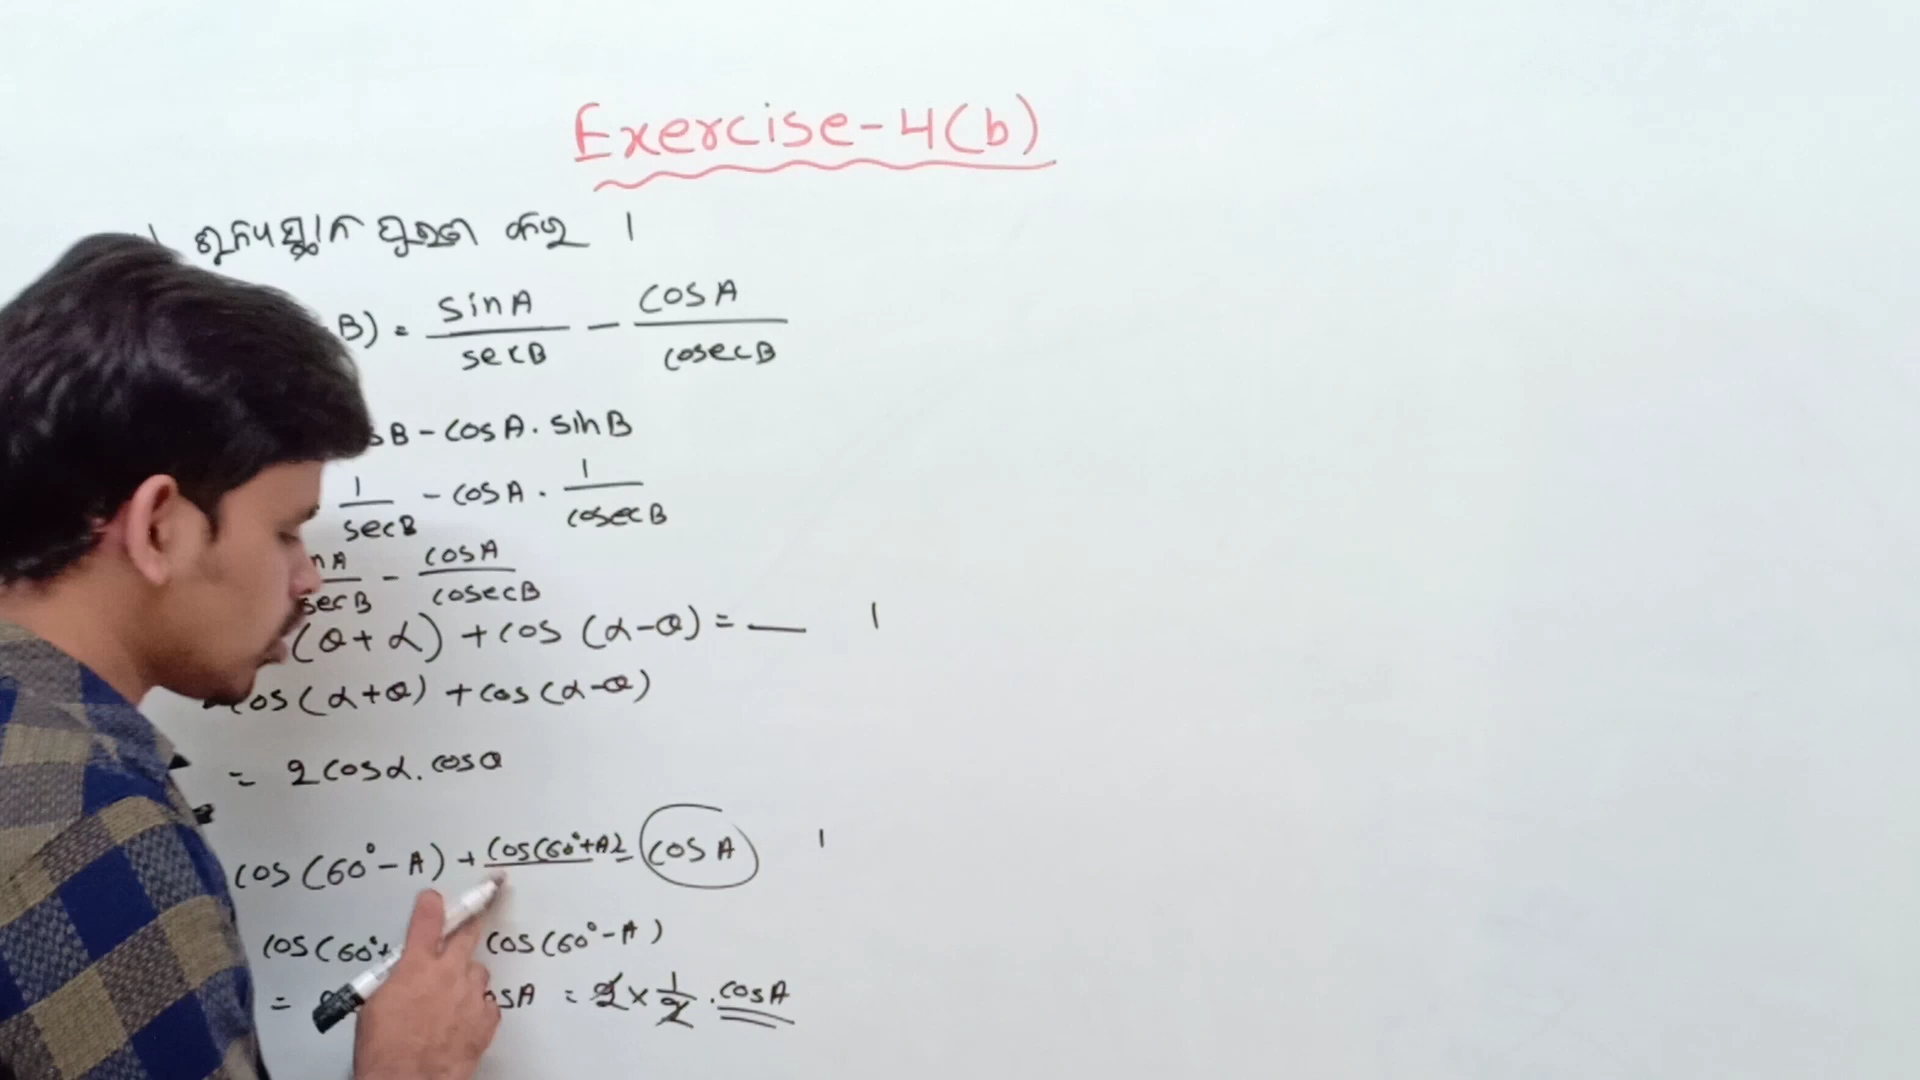 Exercise-4(b)
ଶୂନ୍ୟସ୍ଥାନ ପୂରଣ କର ।
B) = sinA/secB - cosA/cosecB
B - cosA. sinB
1/secB - cosA. 1/cosecB
nA/secB - cosA/cosecB
(θ+α) + cos (α-θ) = __ ।
cos(α+θ) + cos(α-θ)
= 2cosα. cosθ
cos(60°-A) + cos(60°+A) = cosA ।
cos(60°+ cos(60°-A)
= sA = 2 x 1/2 .cosA